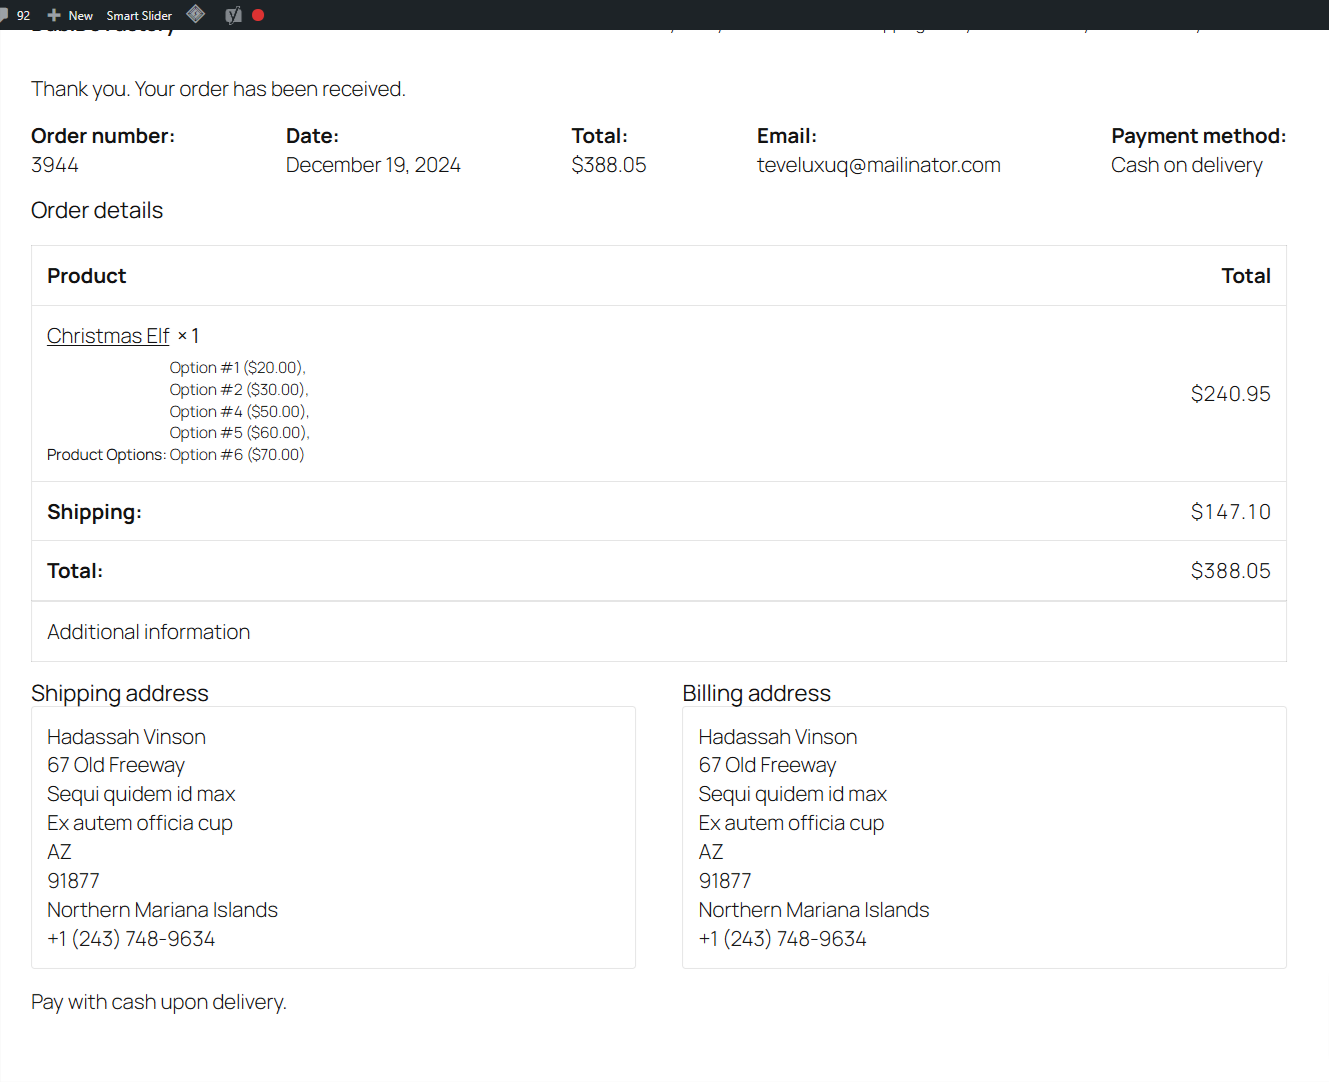 92 New Smart Slider
Thank you. Your order has been received.
Order number: Date: Total: Email: Payment method:
3944 December 19, 2024 $388.05 teveluxuq@mailinator.com Cash on delivery
Order details
Product Total
Christmas Elf × 1
Option #1 ($20.00),
Option #2 ($30.00),
$240.95
Option #4 ($50.00),
Option #5 ($60.00),
Product Options: Option #6 ($70.00)
Shipping: $147.10
Total: $388.05
Additional information
Shipping address
Hadassah Vinson
67 Old Freeway
Sequi quidem id max
Ex autem officia cup
AZ
91877
Northern Mariana Islands
+1 (243) 748-9634
Billing address
Hadassah Vinson
67 Old Freeway
Sequi quidem id max
Ex autem officia cup
AZ
91877
Northern Mariana Islands
+1 (243) 748-9634
Pay with cash upon delivery.